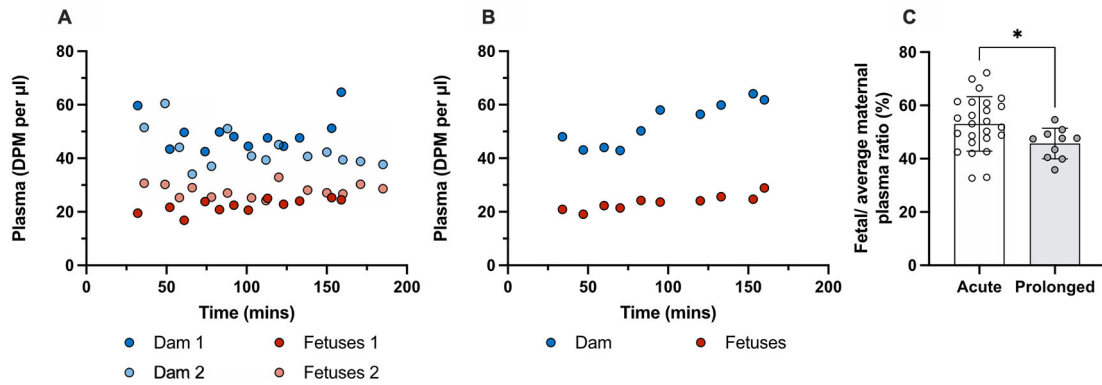 A
B
C
Plasma (DPM per µl)
80
60
40
20
0
0
50
100
150
200
Time (mins)
Dam 1
Fetuses 1
Dam 2
Fetuses 2
Plasma (DPM per µl)
80
60
40
20
0
0
50
100
150
200
Time (mins)
Dam
Fetuses
Fetal/ average maternal
plasma ratio (%)
80
60
40
20
0
*
Acute
Prolonged